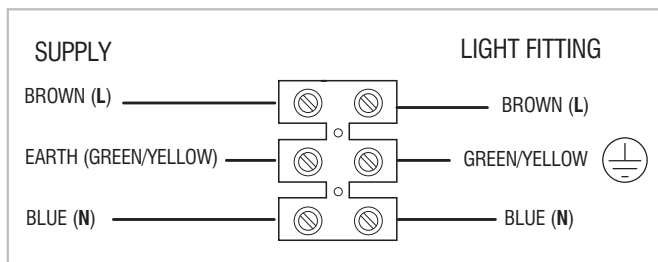 SUPPLY
LIGHT FITTING
BROWN (L)
BROWN (L)
EARTH (GREEN/YELLOW)
GREEN/YELLOW
BLUE (N)
BLUE (N)